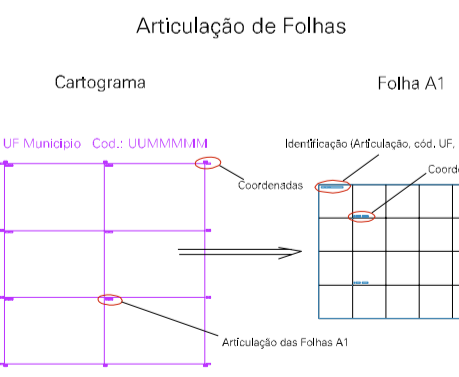 Articulação de Folhas
Cartograma
Folha A1
UF Municipio Cod.: UUMMMMM
Identificação (Articulação, cód. UF,
Coorde
Coordenadas
Articulação das Folhas A1